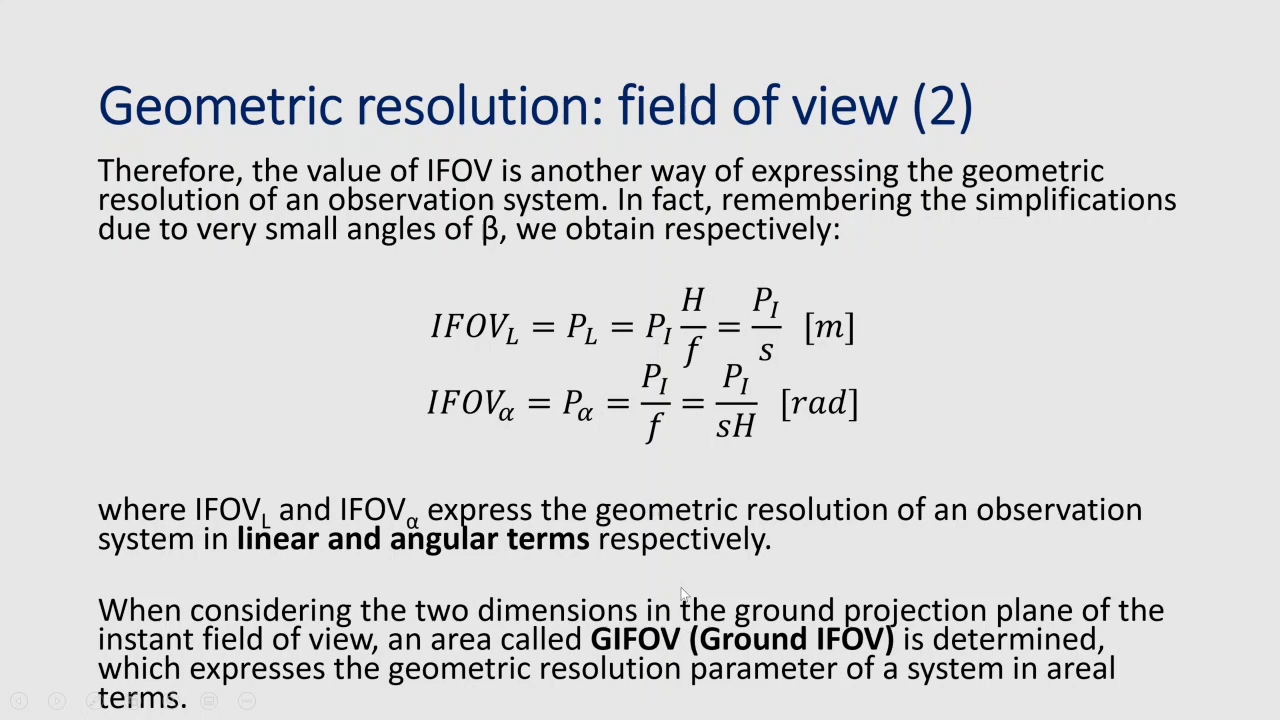 Geometric resolution: field of view (2)
Therefore, the value of IFOV is another way of expressing the geometric
resolution of an observation system. In fact, remembering the simplifications
due to very small angles of β, we obtain respectively:
IFOV_L = P_L = P_I H/f = P_I/s [m]
IFOV_α = P_α = P_I/f = P_I/sH [rad]
where IFOV_L and IFOV_α express the geometric resolution of an observation
system in linear and angular terms respectively.
When considering the two dimensions in the ground projection plane of the
instant field of view, an area called GIFOV (Ground IFOV) is determined,
which expresses the geometric resolution parameter of a system in areal
terms.